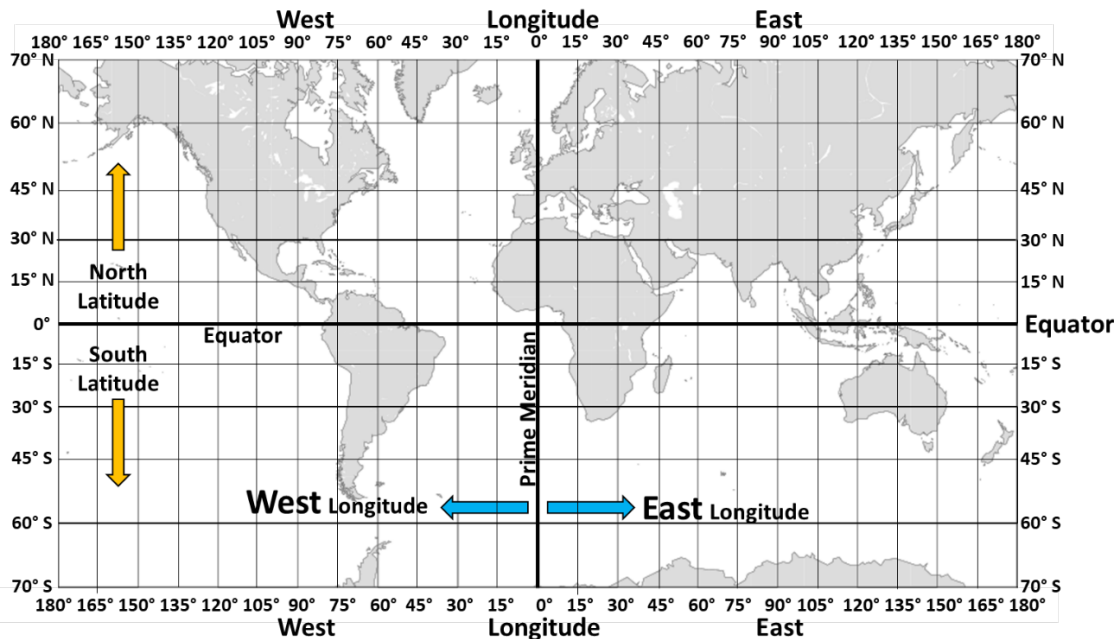 West Longitude East
180° 165° 150° 135° 120° 105° 90° 75° 60° 45° 30° 15° 0° 15° 30° 45° 60° 75° 90° 105° 120° 135° 150° 165° 180°
70° N 70° N
60° N 60° N
45° N 45° N
30° N 30° N
North
15° N 15° N
Latitude
0° Equator
Equator
South
15° S 15° S
Latitude
30° S 30° S
Prime Meridian
45° S 45° S
West Longitude East Longitude
60° S 60° S
70° S 70° S
180° 165° 150° 135° 120° 105° 90° 75° 60° 45° 30° 15° 0° 15° 30° 45° 60° 75° 90° 105° 120° 135° 150° 165° 180°
West Longitude East